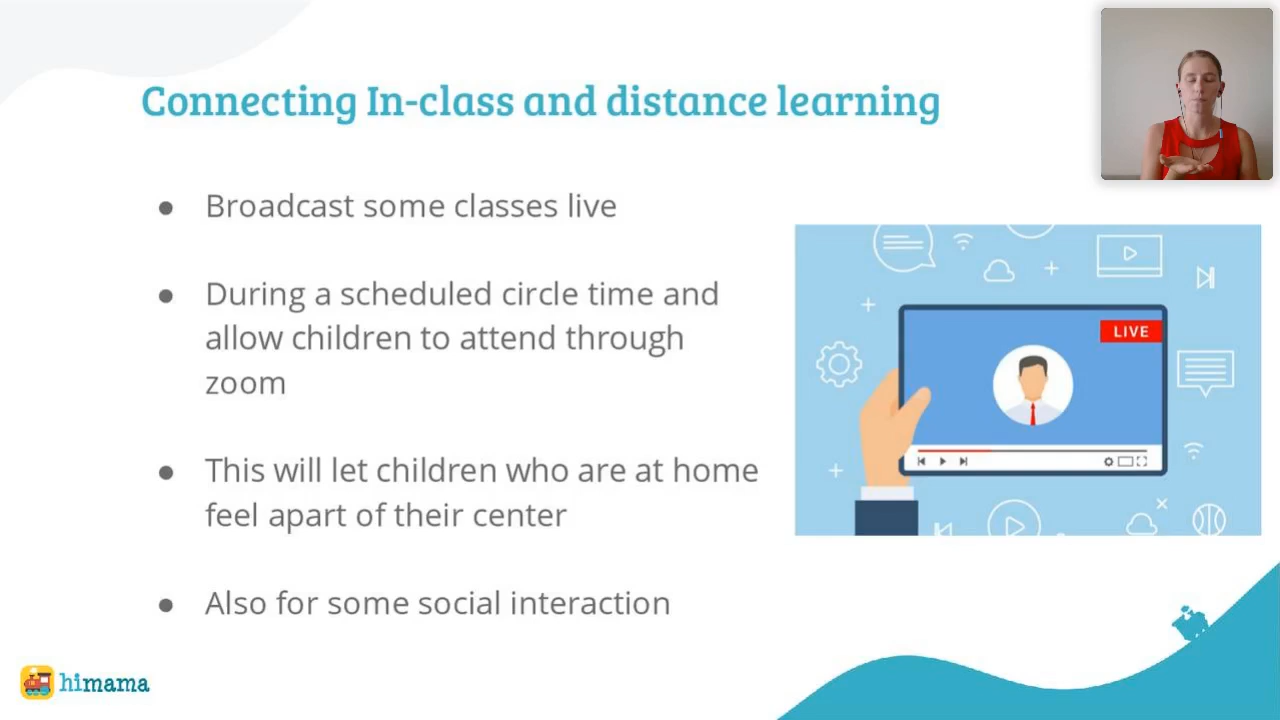 Connecting In-class and distance learning
● Broadcast some classes live
● During a scheduled circle time and
allow children to attend through
zoom
● This will let children who are at home
feel apart of their center
● Also for some social interaction
LIVE
himama